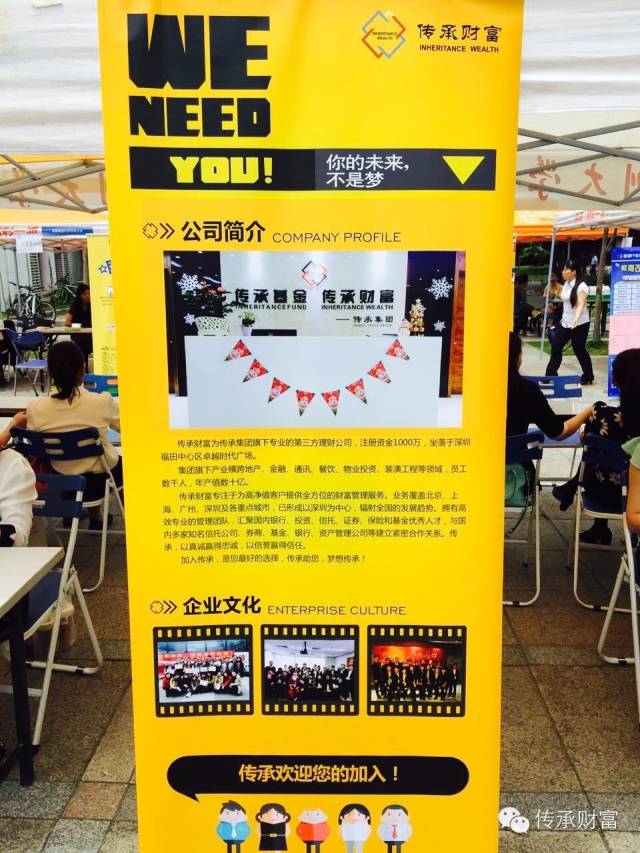 WE
NEED
YOU!
传承财富
INHERITANCE WEALTH
INHERITANCE
WEALTH
你的未来,
不是梦
大学
公司简介 COMPANY PROFILE
传承基金 传承财富
INHERITANCEFUND INHERITANCE WEALTH
传承集团
传承财富为传承集团旗下专业的第三方理财公司，注册资金1000万，坐落于深圳
福田中心区卓越时代广场。
集团旗下产业横跨地产、金融、通讯、餐饮、物业投资、装潢工程等领域，员工
数千人，年产值数十亿。
传承财富专注于为高净值客户提供全方位的财富管理服务。业务覆盖北京、上
海、广州、深圳及各重点城市，已形成以深圳为中心，辐射全国的发展趋势。拥有高
效专业的管理团队，汇聚国内银行、投资、信托、证券、保险和基金优秀人才，与国
内多家知名信托公司、券商、基金、银行、资产管理公司等建立紧密合作关系。传
承，以真诚赢得忠诚，以信誉赢得信任。
加入传承，是您最好的选择，传承助您，梦想传承！
企业文化 ENTERPRISE CULTURE
传承欢迎您的加入！
传承财富